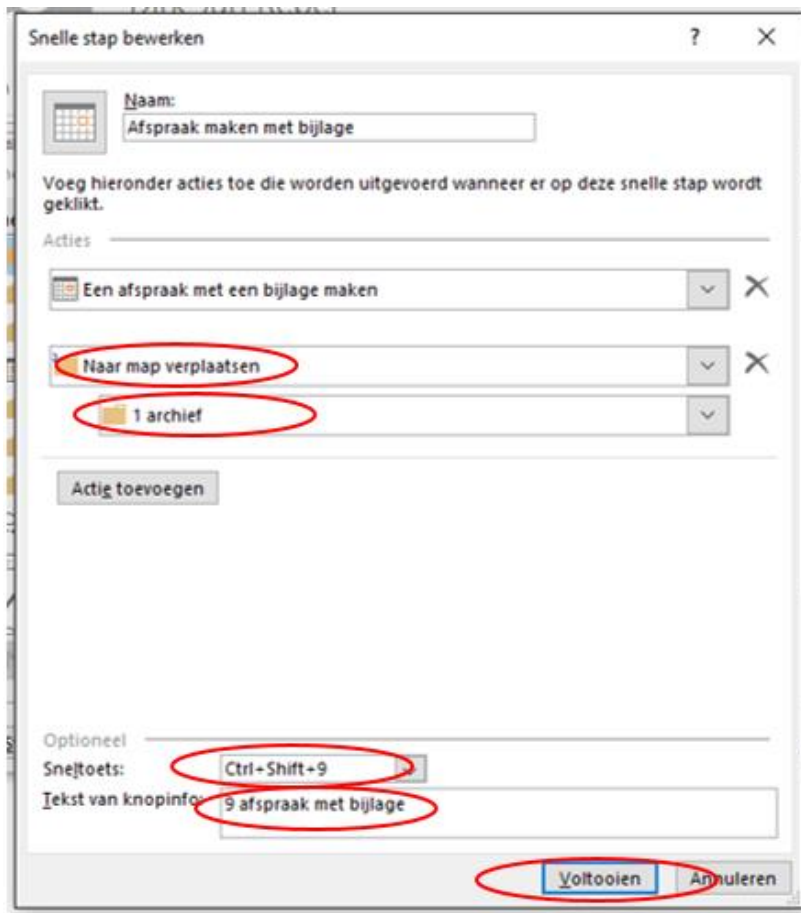 Snelle stap bewerken
?
Naam:
Afspraak maken met bijlage
Voeg hieronder acties toe die worden uitgevoerd wanneer er op deze snelle stap wordt
geklikt.
Acties
Een afspraak met een bijlage maken
Naar map verplaatsen
1 archief
Actie toevoegen
Optioneel
Sneltoets: Ctrl+Shift+9
Tekst van knopinfo: 9 afspraak met bijlage
Voltooien Annuleren